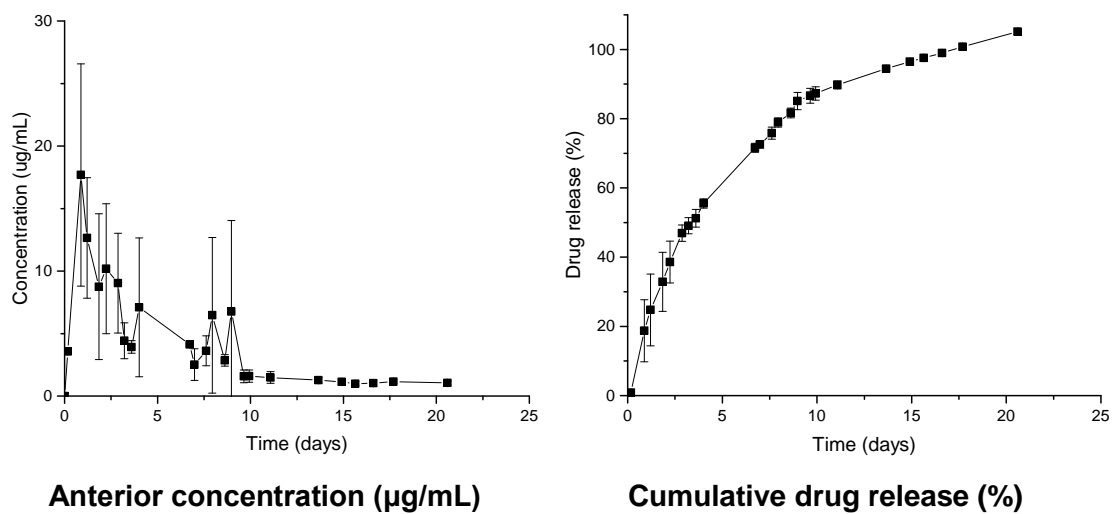 30
20
10
0
Concentration (ug/mL)
0 5 10 15 20 25
Time (days)
Anterior concentration (µg/mL)
100
80
60
40
20
0
Drug release (%)
0 5 10 15 20 25
Time (days)
Cumulative drug release (%)